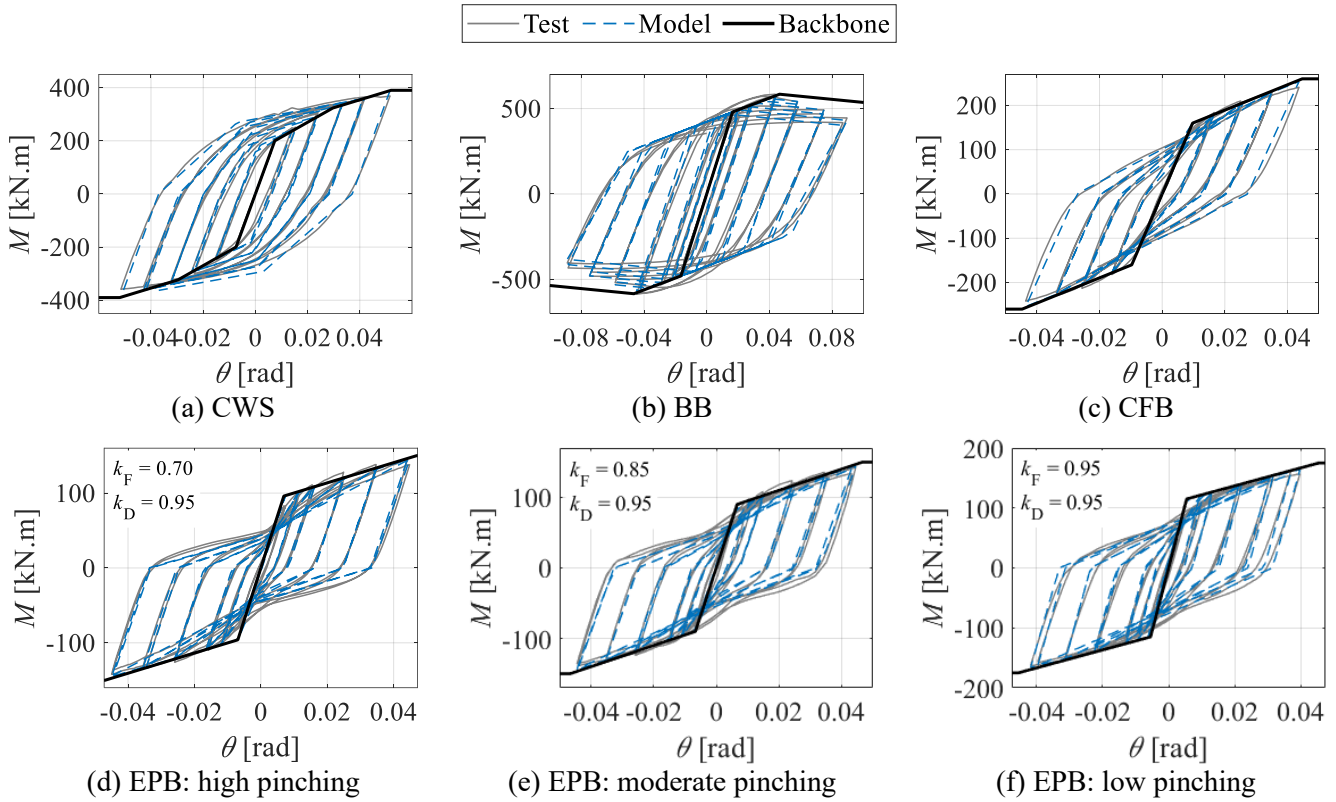 Test Model Backbone
400
200
0
-200
-400
M [kN.m]
-0.04 -0.02 0 0.02 0.04
θ [rad]
(a) CWS
500
0
-500
M [kN.m]
-0.08 -0.04 0 0.04 0.08
θ [rad]
(b) BB
200
100
0
-100
-200
M [kN.m]
-0.04 -0.02 0 0.02 0.04
θ [rad]
(c) CFB
kF = 0.70
kD = 0.95
100
0
-100
M [kN.m]
-0.04 -0.02 0 0.02 0.04
θ [rad]
(d) EPB: high pinching
kF = 0.85
kD = 0.95
100
0
-100
M [kN.m]
-0.04 -0.02 0 0.02 0.04
θ [rad]
(e) EPB: moderate pinching
kF = 0.95
kD = 0.95
200
100
0
-100
-200
M [kN.m]
-0.04 -0.02 0 0.02 0.04
θ [rad]
(f) EPB: low pinching